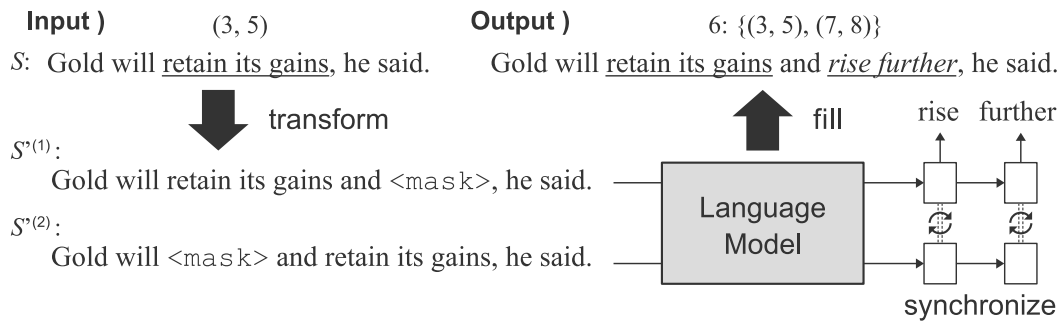 Input )
(3, 5)
S: Gold will retain its gains, he said.
transform
S'(1):
Gold will retain its gains and <mask>, he said.
S'(2):
Gold will <mask> and retain its gains, he said.
Output )
6: {(3, 5), (7, 8)}
Gold will retain its gains and rise further, he said.
fill
rise further
Language
Model
synchronize